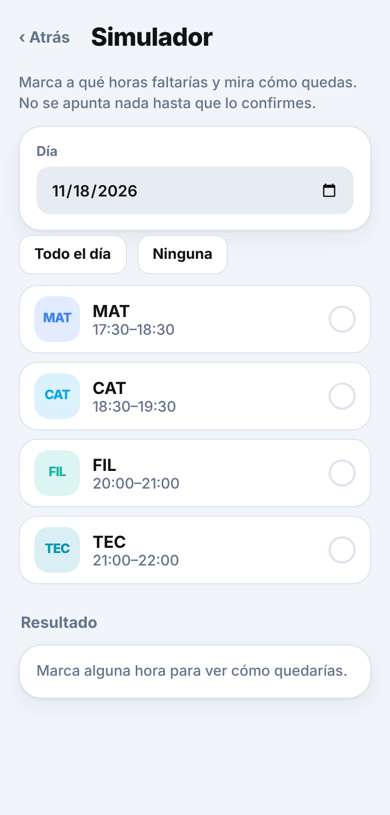 ‹ Atrás Simulador
Marca a qué horas faltarías y mira cómo quedas.
No se apunta nada hasta que lo confirmes.
Día
11/18/2026
Todo el día Ninguna
MAT MAT
17:30–18:30
CAT CAT
18:30–19:30
FIL FIL
20:00–21:00
TEC TEC
21:00–22:00
Resultado
Marca alguna hora para ver cómo quedarías.